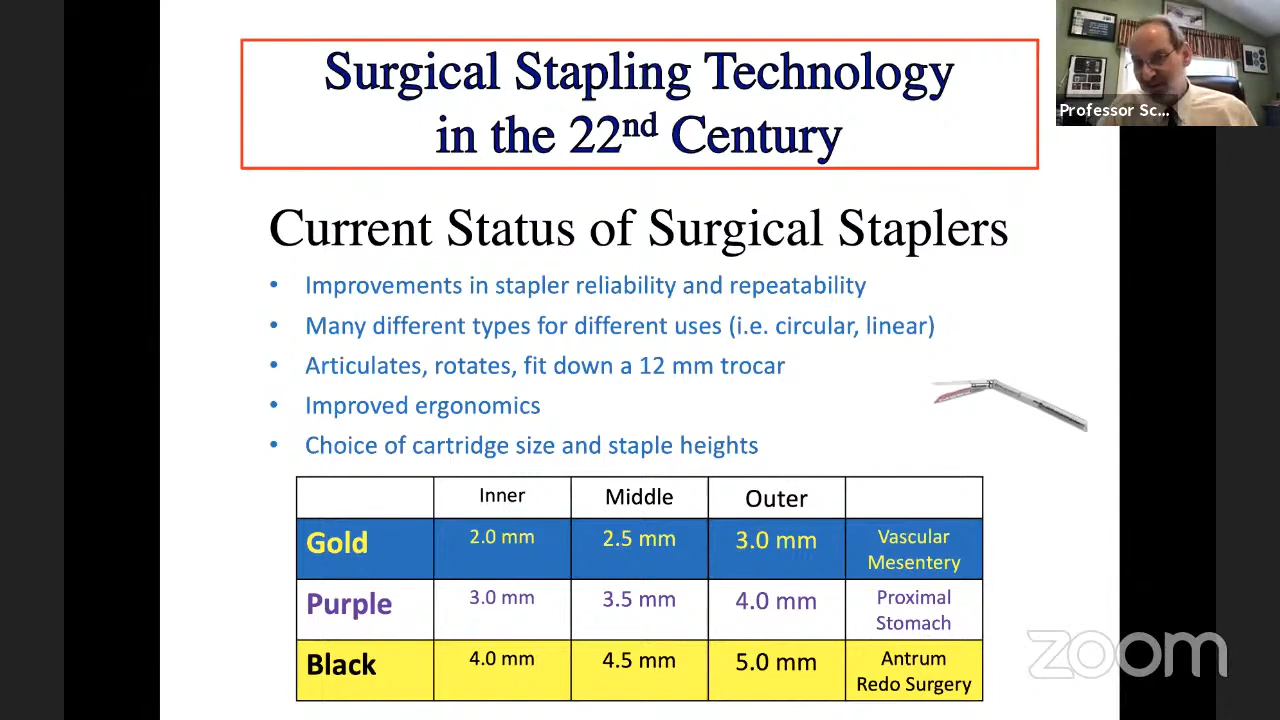 Surgical Stapling Technology
in the 22nd Century
Professor Sc...
Current Status of Surgical Staplers
• Improvements in stapler reliability and repeatability
• Many different types for different uses (i.e. circular, linear)
• Articulates, rotates, fit down a 12 mm trocar
• Improved ergonomics
• Choice of cartridge size and staple heights
Inner Middle Outer
Gold 2.0 mm 2.5 mm 3.0 mm Vascular
Mesentery
Purple 3.0 mm 3.5 mm 4.0 mm Proximal
Stomach
Black 4.0 mm 4.5 mm 5.0 mm Antrum
Redo Surgery
zoom